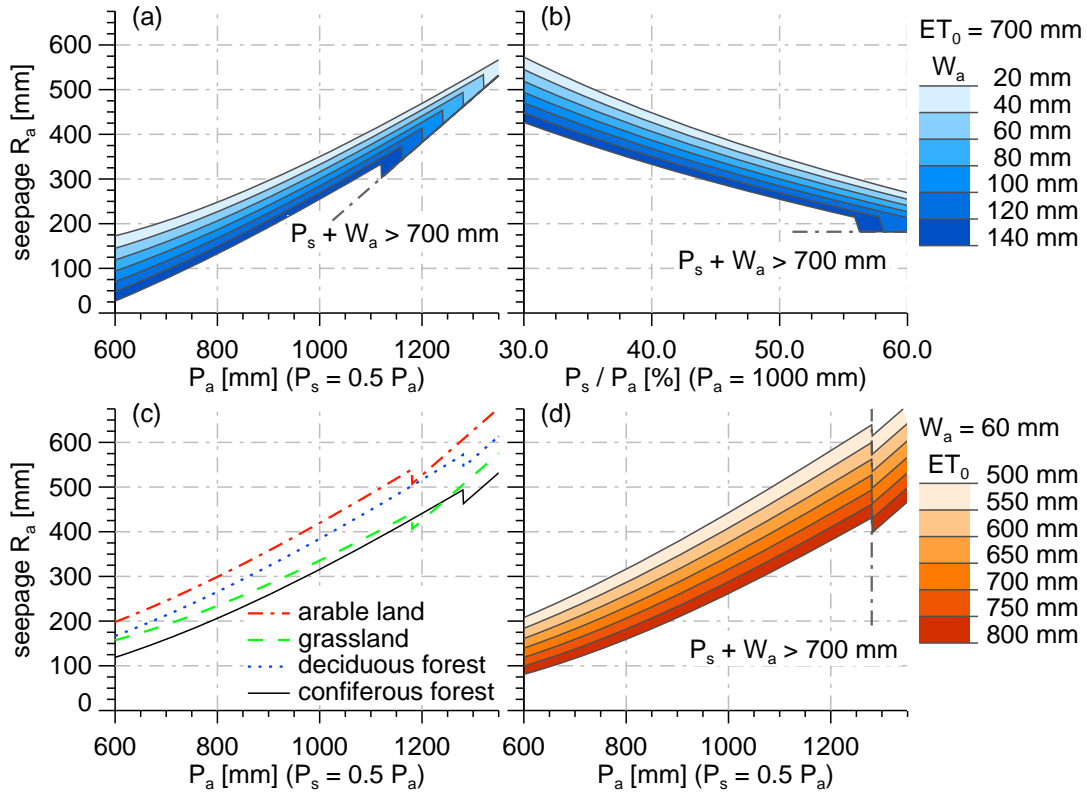 (a)
seepage Rₐ [mm]
600
500
400
300
200
100
0
Pₛ + Wₐ > 700 mm
600 800 1000 1200
Pₐ [mm] (Pₛ = 0.5 Pₐ)
(b)
Pₛ + Wₐ > 700 mm
30.0 40.0 50.0 60.0
Pₛ / Pₐ [%] (Pₐ = 1000 mm)
ET₀ = 700 mm
Wₐ
20 mm
40 mm
60 mm
80 mm
100 mm
120 mm
140 mm
(c)
seepage Rₐ [mm]
600
500
400
300
200
100
0
arable land
grassland
deciduous forest
confiferous forest
600 800 1000 1200
Pₐ [mm] (Pₛ = 0.5 Pₐ)
(d)
Pₛ + Wₐ > 700 mm
600 800 1000 1200
Pₐ [mm] (Pₛ = 0.5 Pₐ)
Wₐ = 60 mm
ET₀
500 mm
550 mm
600 mm
650 mm
700 mm
750 mm
800 mm